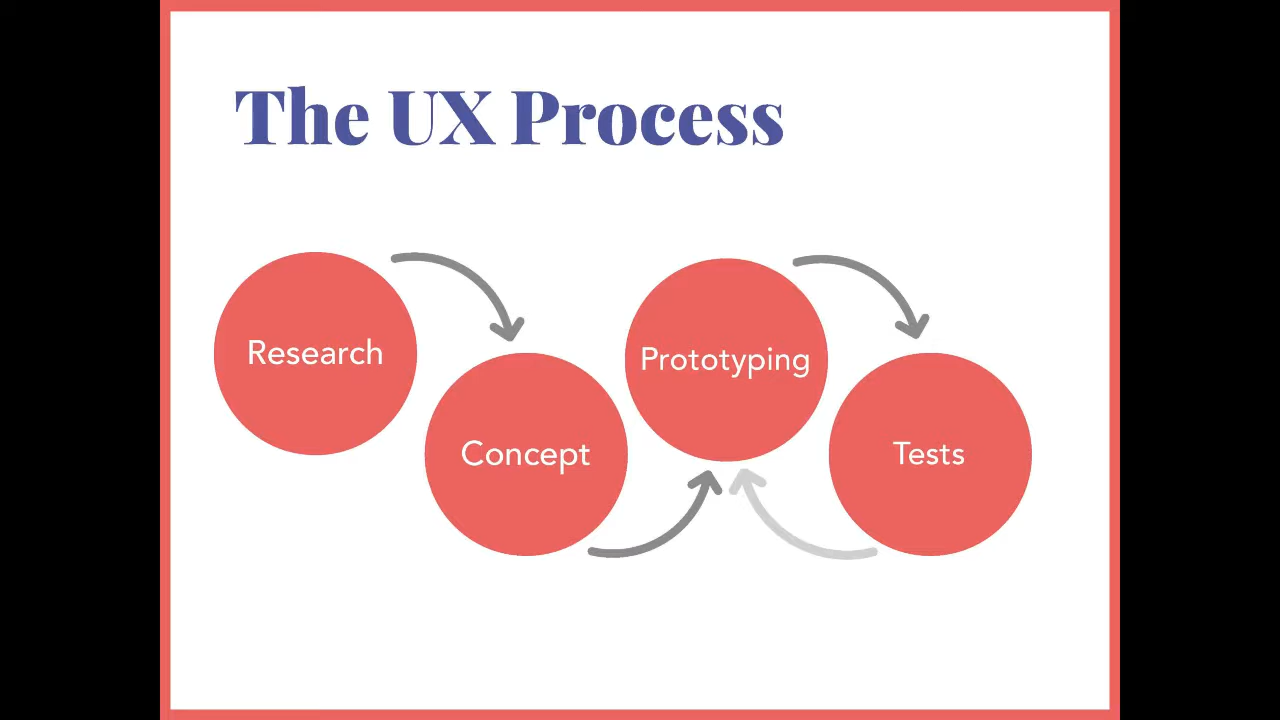 The UX Process
Research
Concept
Prototyping
Tests